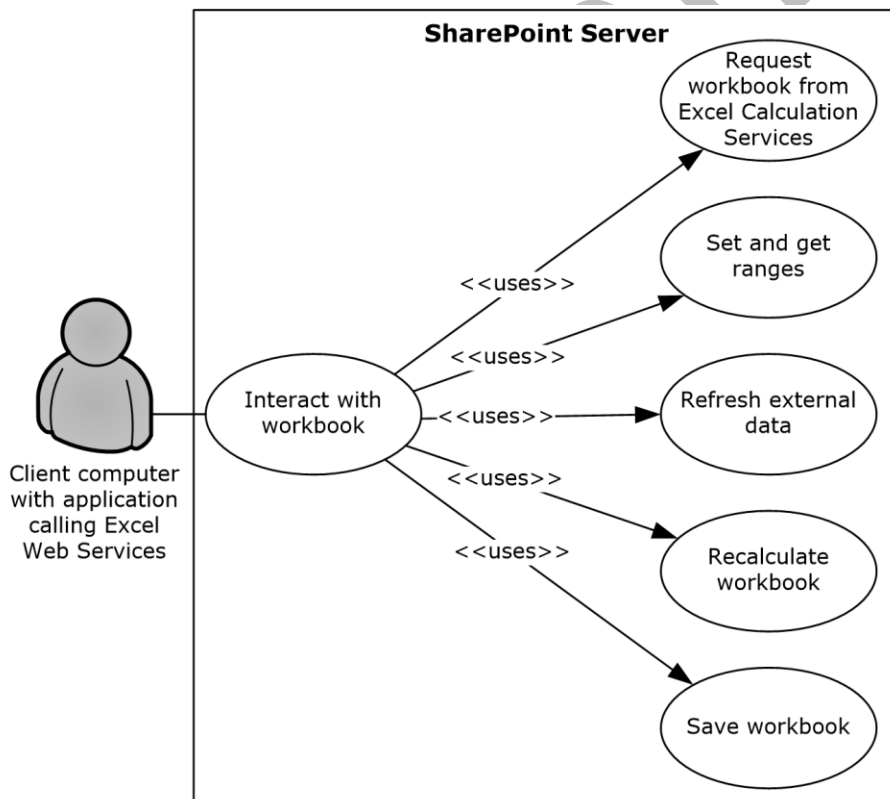 SharePoint Server
Request
workbook from
Excel Calculation
Services
<<uses>>
Set and get
ranges
<<uses>>
Interact with
workbook
<<uses>>
Refresh external
data
Client computer
with application
calling Excel
Web Services
<<uses>>
Recalculate
workbook
<<uses>>
Save workbook